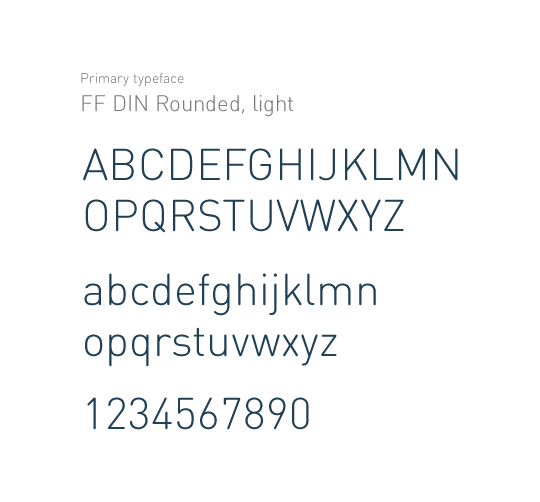 Primary typeface
FF DIN Rounded, light
ABCDEFGHIJKLMN
OPQRSTUVWXYZ
abcdefghijklmn
opqrstuvwxyz
1234567890